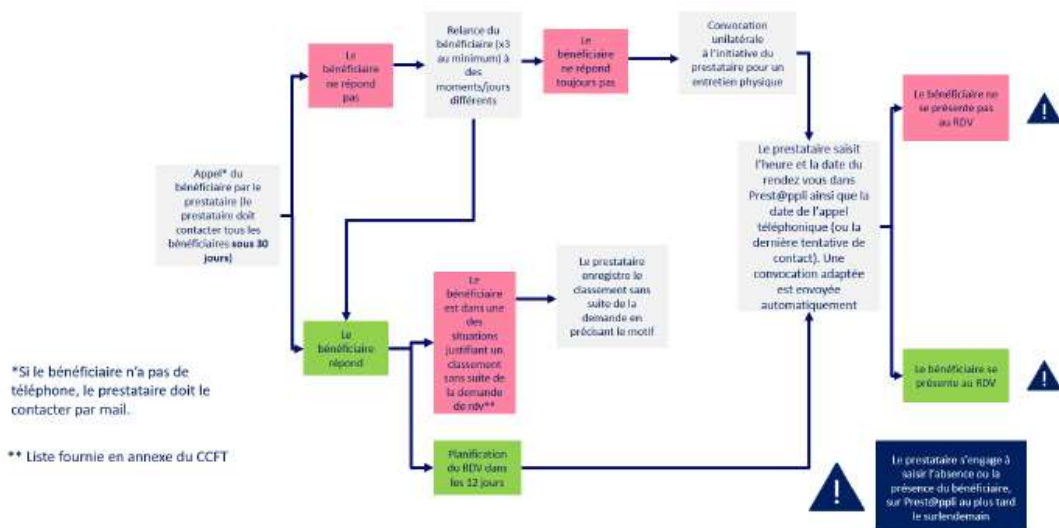 Le
bénéficiaire
ne répond
pas
Relance du
bénéficiaire (x3
au minimum) à
des
moments/jours
différents
Le
bénéficiaire
ne répond
toujours pas
Convocation
unilatérale
à l'initiative du
prestataire pour un
entretien physique
Le bénéficiaire ne
se présente pas
au RDV
!
Appel* du
bénéficiaire par le
prestataire (le
prestataire doit
contacter tous les
bénéficiaires sous 30
jours)
Le prestataire saisit
l'heure et la date du
rendez vous dans
Prest@ppli ainsi que la
date de l'appel
téléphonique (ou la
dernière tentative de
contact). Une
convocation adaptée
est envoyée
automatiquement
Le
bénéficiaire
répond
Le
bénéficiaire
est dans une
des
situations
justifiant un
classement
sans suite de
la demande
de rdv**
Le prestataire
enregistre le
classement sans
suite de la
demande en
précisant le motif
Le bénéficiaire se
présente au RDV
!
*Si le bénéficiaire n'a pas de
téléphone, le prestataire doit le
contacter par mail.
** Liste fournie en annexe du CCFT
Planification
du RDV dans
les 12 jours
!
Le prestataire s'engage à
saisir l'absence ou la
présence du bénéficiaire,
sur Prest@ppli au plus tard
le surlendemain